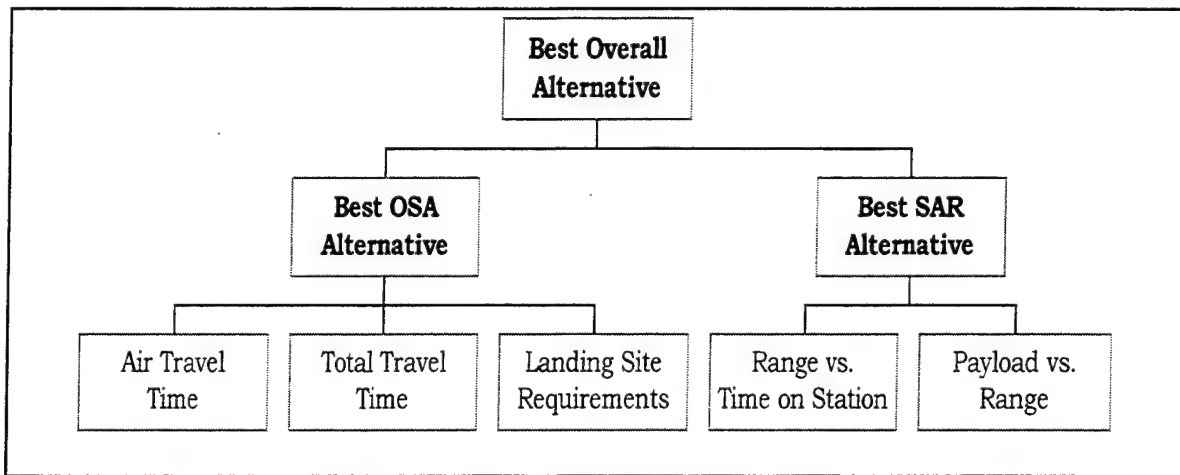 Best Overall
Alternative
Best OSA
Alternative
Best SAR
Alternative
Air Travel
Time
Total Travel
Time
Landing Site
Requirements
Range vs.
Time on Station
Payload vs.
Range